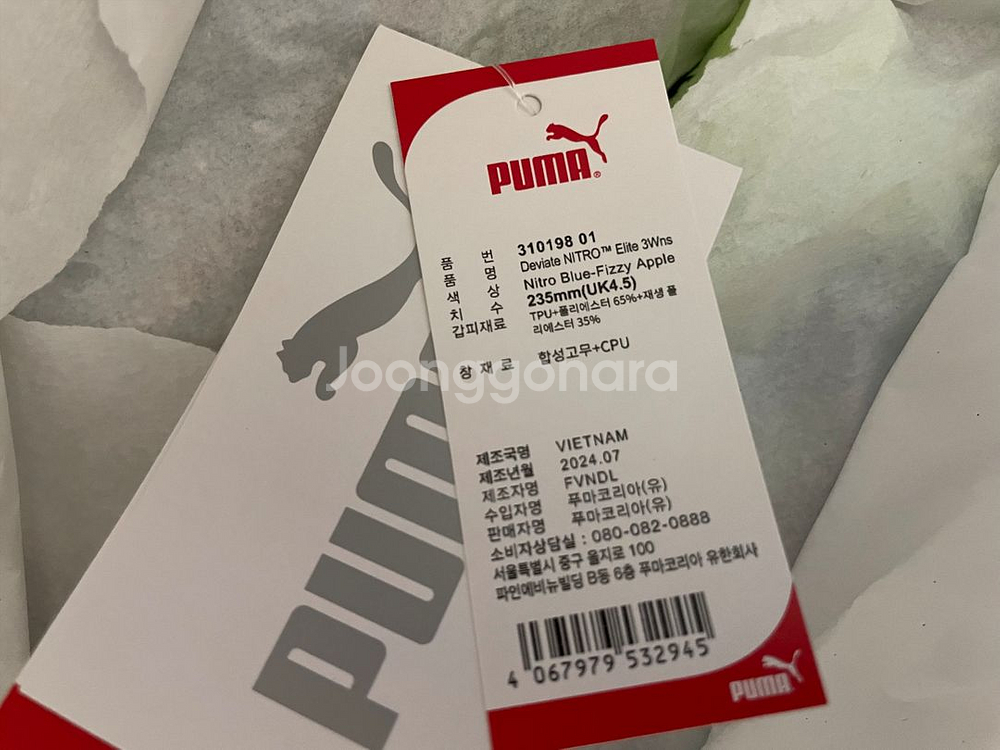 PUMA®
품 번 310198 01
품 명 Deviate NITRO™ Elite 3Wns
색 상 Nitro Blue-Fizzy Apple
치 수 235mm(UK4.5)
갑피재료 TPU+폴리에스터 65%+재생 폴
리에스터 35%
창 재 료 합성고무+CPU
Joonggonara
제조국명 VIETNAM
제조년월 2024.07
제조자명 FVNDL
수입자명 푸마코리아(유)
판매자명 푸마코리아(유)
소비자상담실 : 080-082-0888
서울특별시 중구 을지로 100
파인에비뉴빌딩 B동 6층 푸마코리아 유한회사
4 067979 532945
PUMA
PUMA